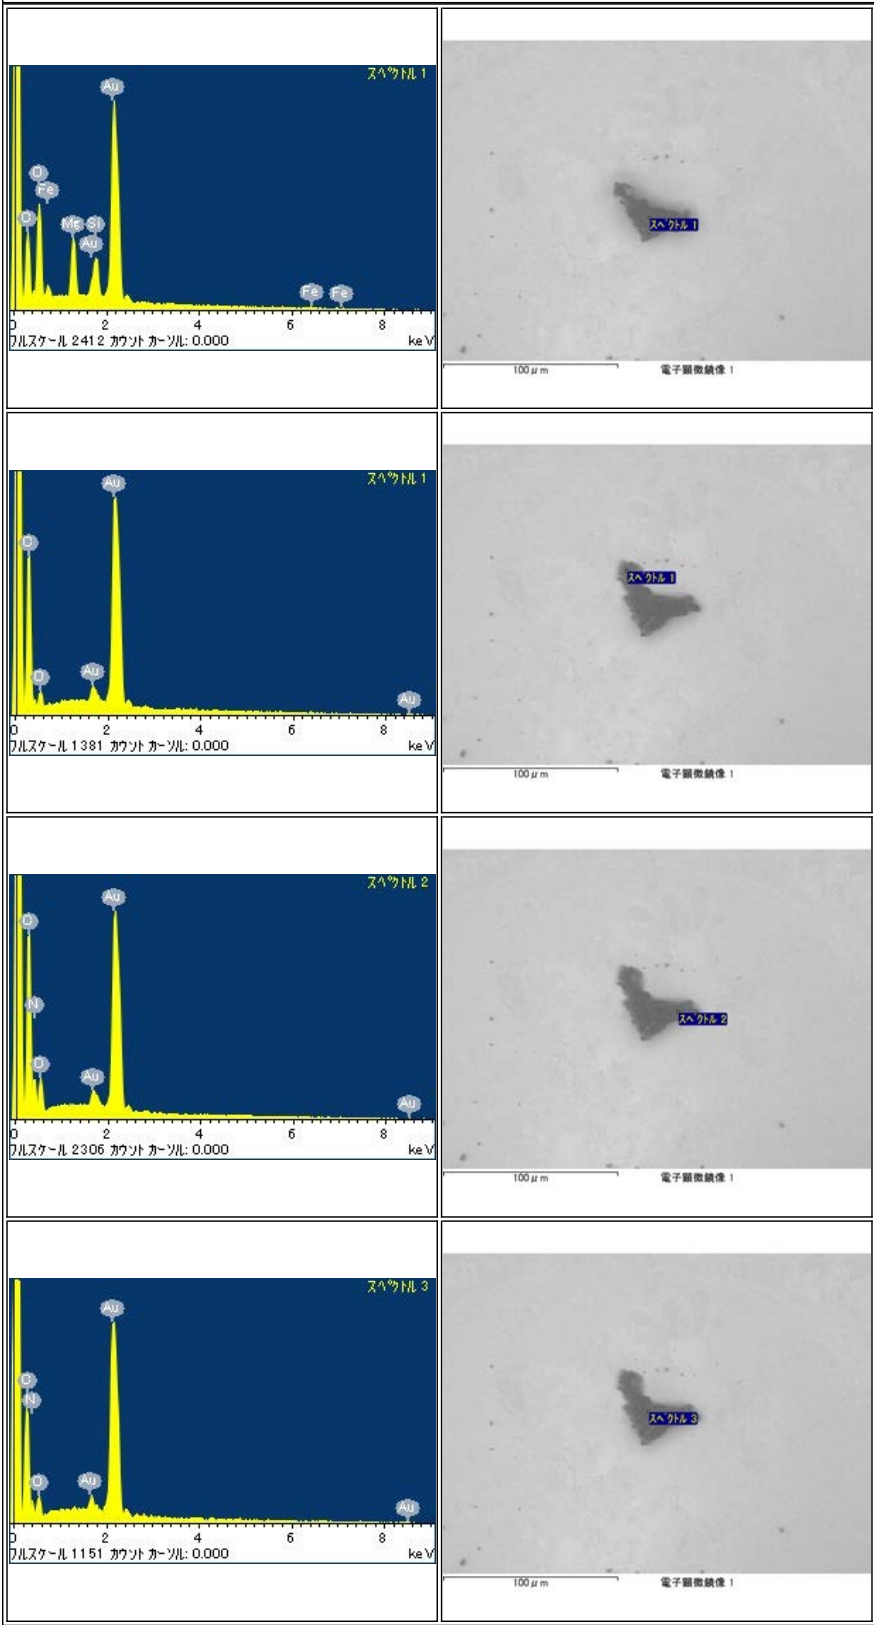 スペクトル 1
Au
O
Fe
C
Mg
Si
Au
Fe
Fe
0 2 4 6 8
フルスケール 2412 カウント カーソル: 0.000 keV
スペクトル 1
100μm 電子顕微鏡像 1
スペクトル 1
Au
C
O
Au
Au
0 2 4 6 8
フルスケール 1381 カウント カーソル: 0.000 keV
スペクトル 1
100μm 電子顕微鏡像 1
スペクトル 2
Au
C
N
O
Au
Au
0 2 4 6 8
フルスケール 2306 カウント カーソル: 0.000 keV
スペクトル 2
100μm 電子顕微鏡像 1
スペクトル 3
Au
C
N
O
Au
Au
0 2 4 6 8
フルスケール 1151 カウント カーソル: 0.000 keV
スペクトル 3
100μm 電子顕微鏡像 1